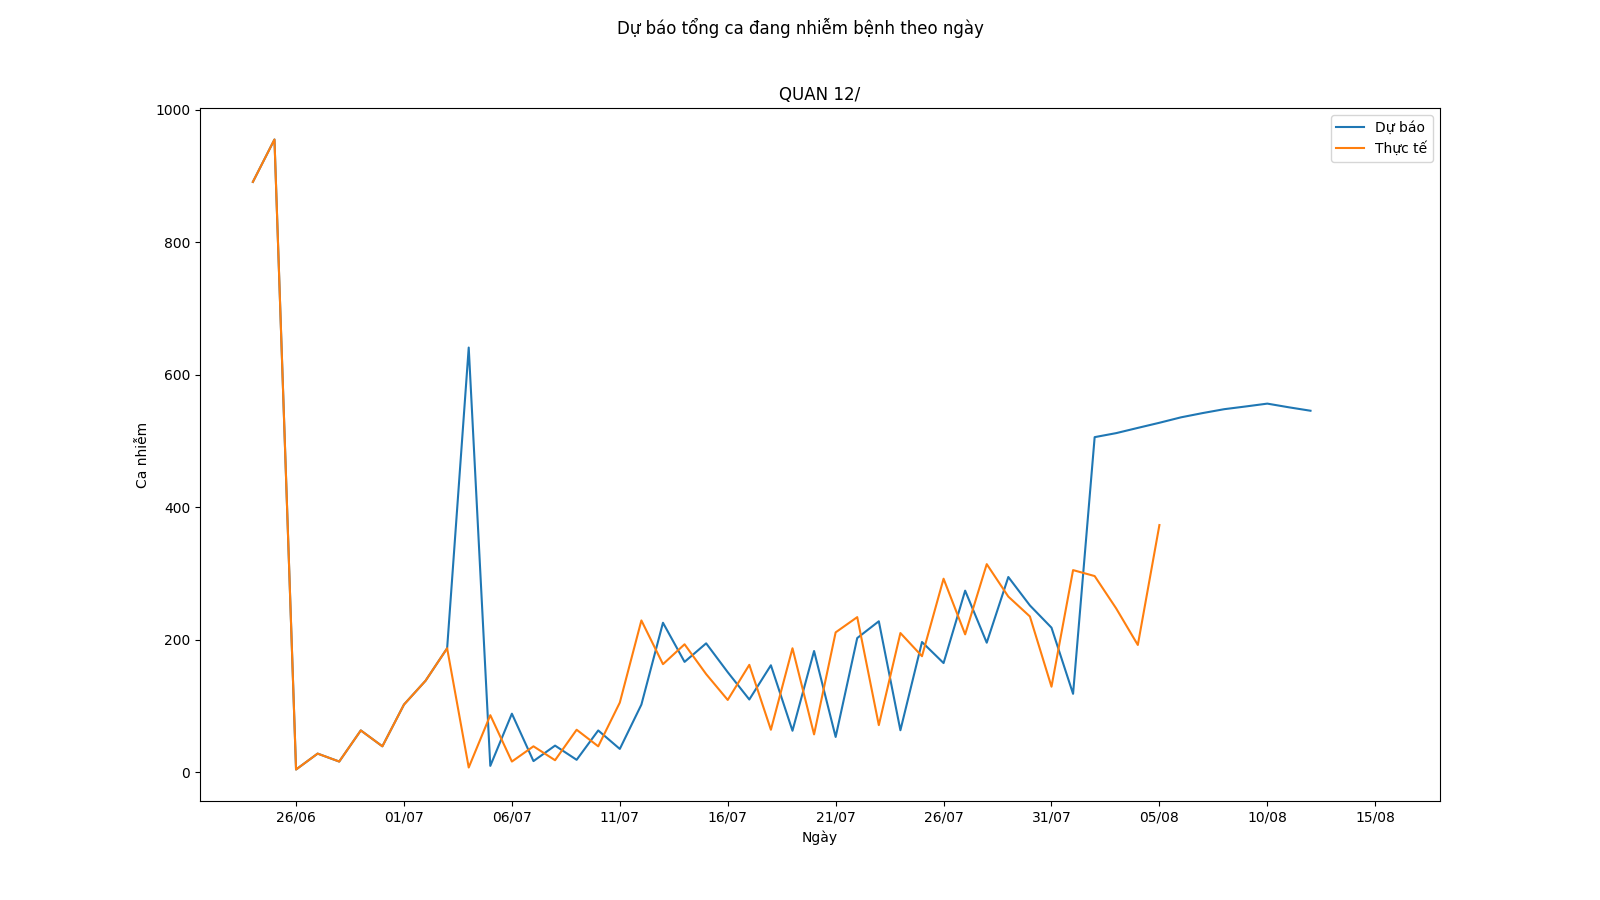 Dự báo tổng ca đang nhiễm bệnh theo ngày
QUAN 12/
Dự báo
Thực tế
1000
800
600
400
200
0
Ca nhiễm
26/06 01/07 06/07 11/07 16/07 21/07 26/07 31/07 05/08 10/08 15/08
Ngày